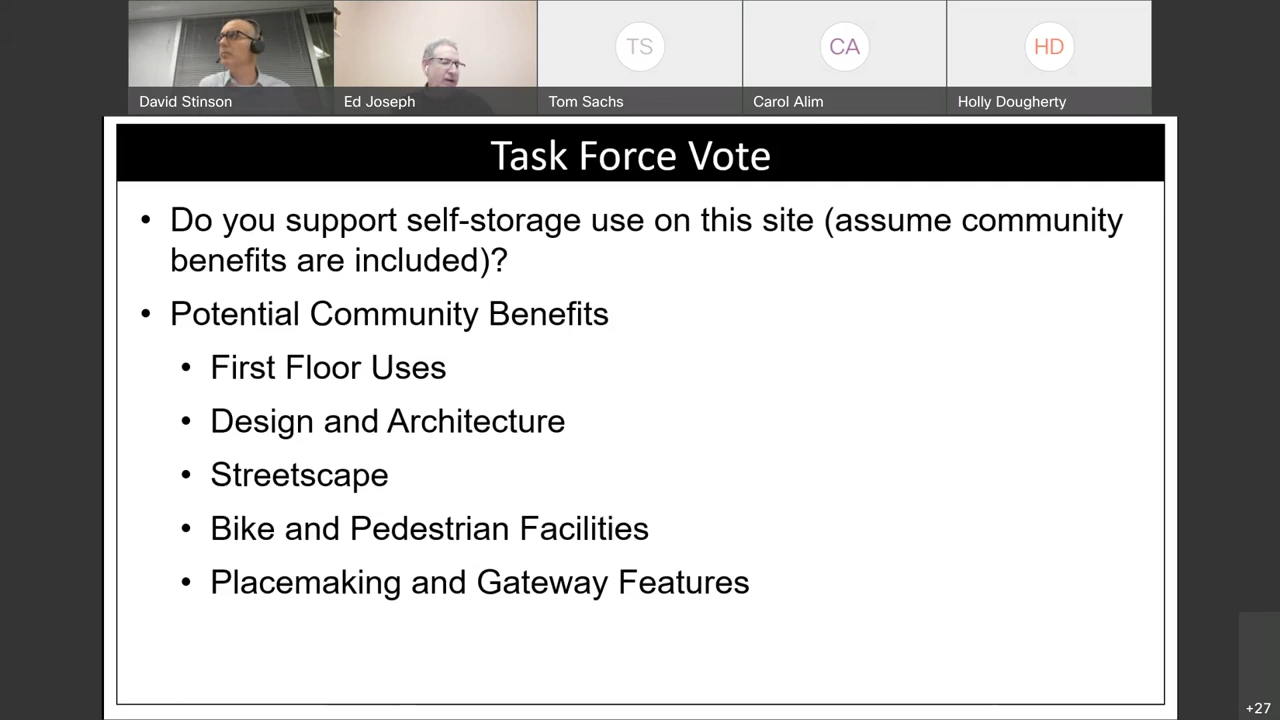 TS
CA
HD
David Stinson
Ed Joseph
Tom Sachs
Carol Alim
Holly Dougherty
Task Force Vote
• Do you support self-storage use on this site (assume community
benefits are included)?
• Potential Community Benefits
• First Floor Uses
• Design and Architecture
• Streetscape
• Bike and Pedestrian Facilities
• Placemaking and Gateway Features
+27